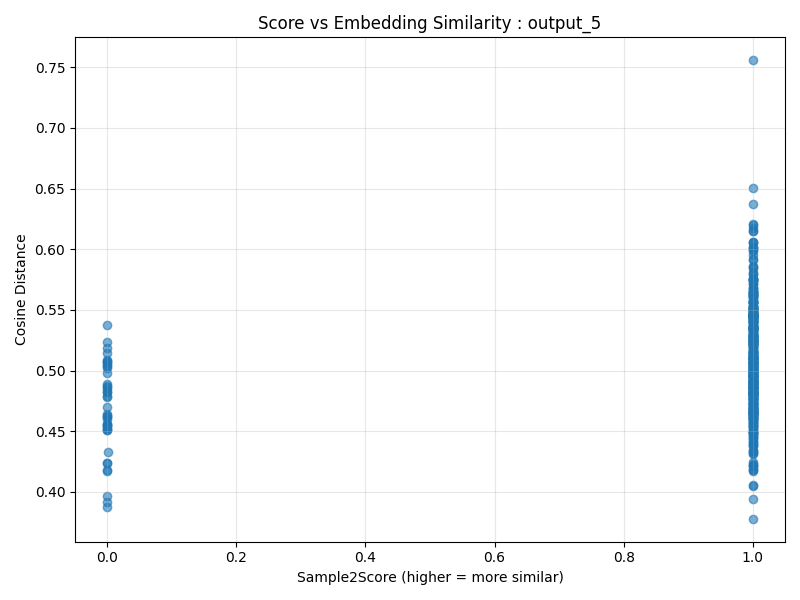 Score vs Embedding Similarity : output_5
Cosine Distance
0.75
0.70
0.65
0.60
0.55
0.50
0.45
0.40
0.0 0.2 0.4 0.6 0.8 1.0
Sample2Score (higher = more similar)